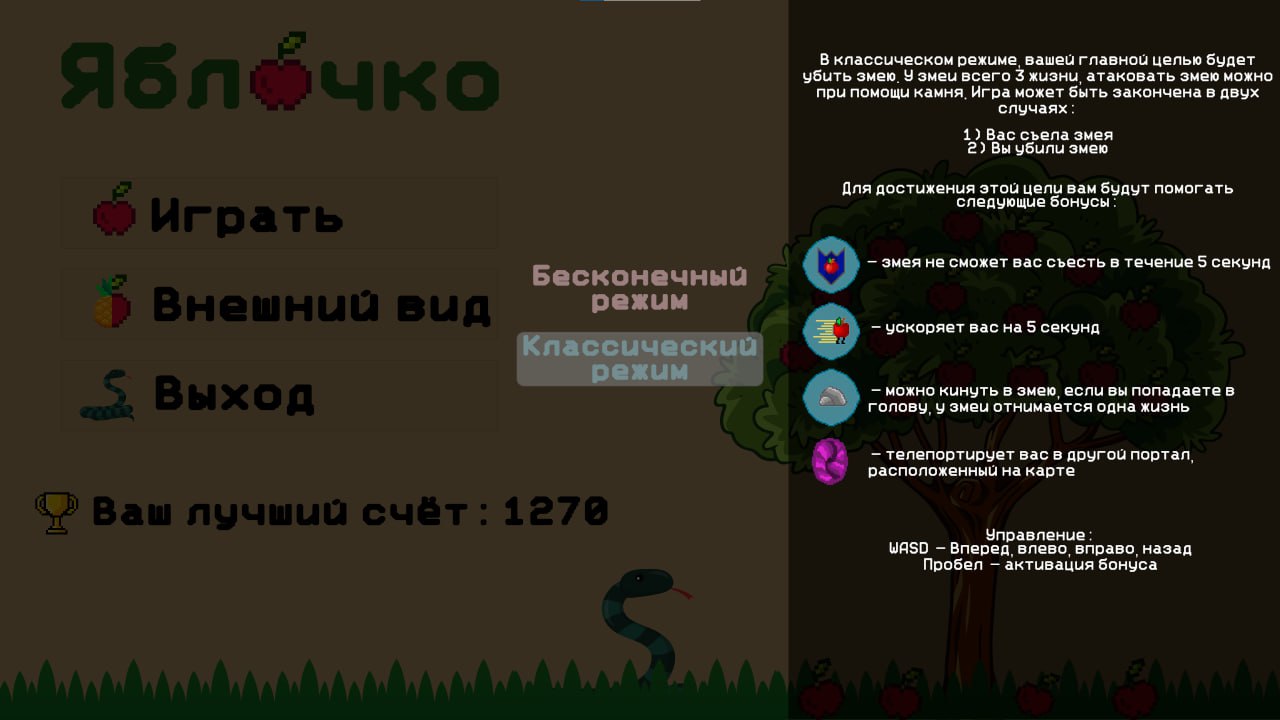 Яблочко
Играть
Внешний вид
Выход
Ваш лучший счёт: 1270
Бесконечный
режим
Классический
режим
В классическом режиме, вашей главной целью будет
убить змею. У змеи всего 3 жизни, атаковать змею можно
при помощи камня. Игра может быть закончена в двух
случаях:
1) Вас съела змея
2) Вы убили змею
Для достижения этой цели вам будут помогать
следующие бонусы:
– змея не сможет вас съесть в течение 5 секунд
– ускоряет вас на 5 секунд
– можно кинуть в змею, если вы попадаете в
голову, у змеи отнимается одна жизнь
– телепортирует вас в другой портал,
расположенный на карте
Управление:
WASD – Вперед, влево, вправо, назад
Пробел – активация бонуса